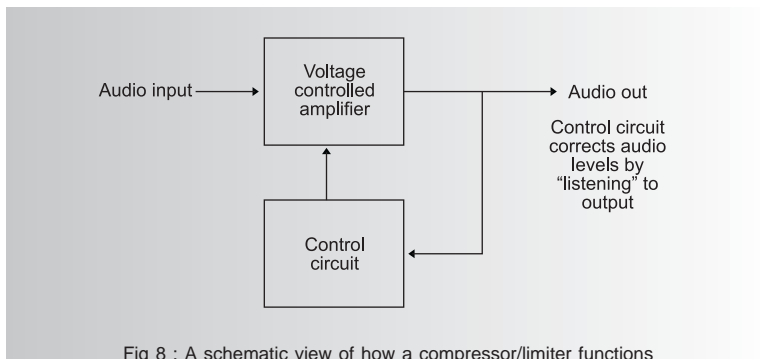 Audio input
Voltage
controlled
amplifier
Audio out
Control circuit
corrects audio
levels by
“listening” to
output
Control
circuit
Fig 8 : A schematic view of how a compressor/limiter functions